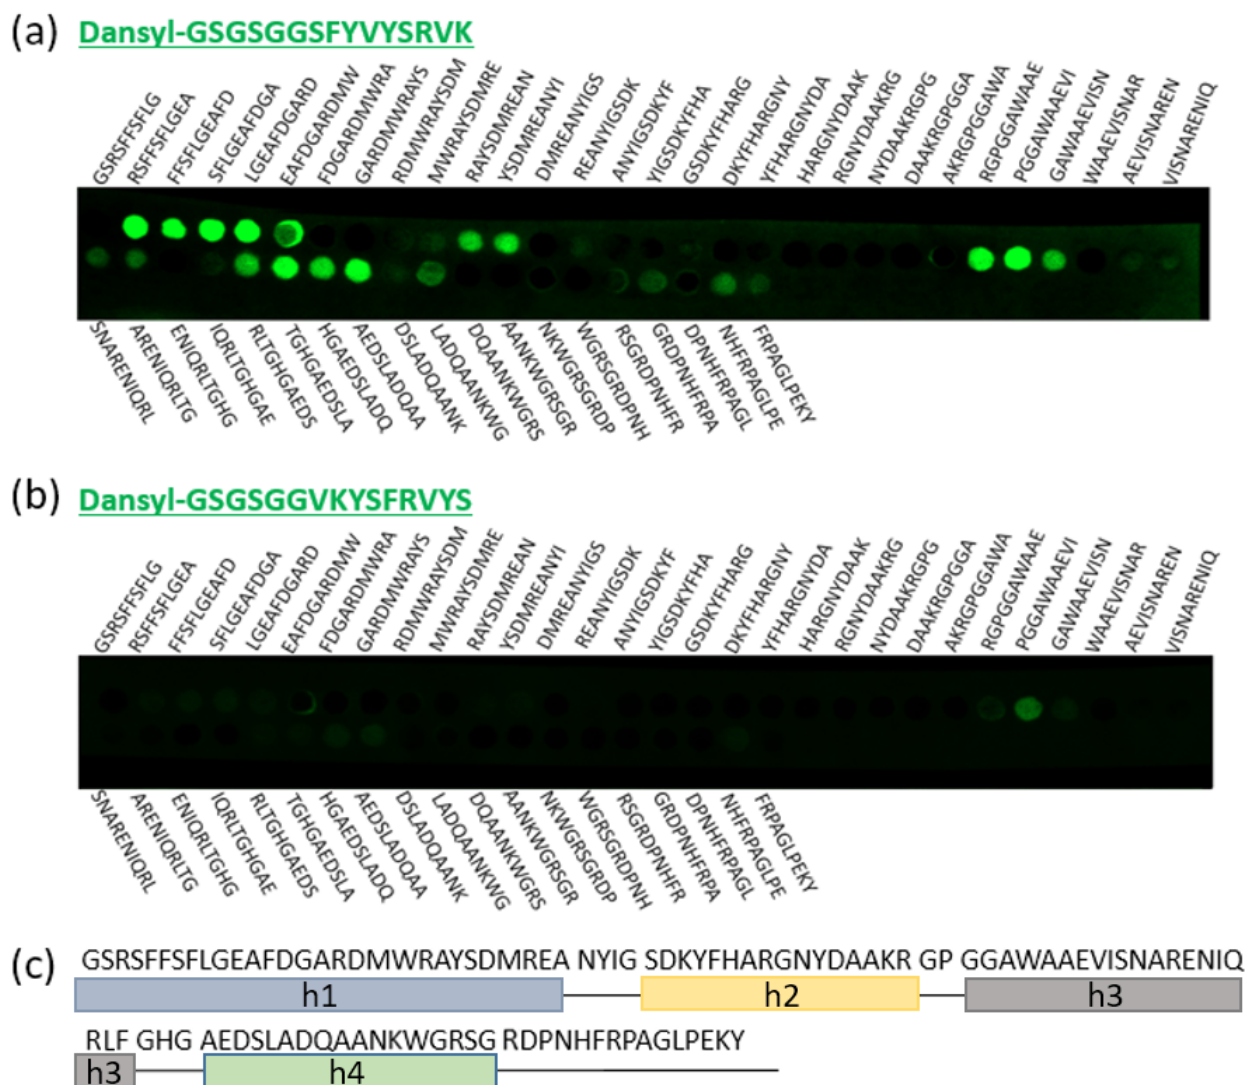 (a) Dansyl-GSGSGGSFYVYSRVK
GSRSFFSFLG
RSFFSFLGEA
FFSFLGEAFD
SFLGEAFDGA
LGEAFDGARD
EAFDGARDMW
FDGARDMWRA
GARDMWRAYS
RDMWRAYSDM
MWRAYSDMRE
RAYSDMREAN
YSDMREANYI
DMREANYIGS
REANYIGSDK
ANYIGSDKYF
YIGSDKYFHA
GSDKYFHARG
DKYFHARGNY
YFHARGNYDA
HARGNYDAAK
RGNYDAAKRG
NYDAAKRGPG
DAAKRGPGGA
AKRGPGGAWA
RGPGGAWAAE
PGGAWAAEVI
GAWAAEVISN
WAAEVISNAR
AEVISNAREN
VISNARENIQ
SNARENIQRL
ARENIQRLTG
ENIQRLTGHG
IQRLTGHGAE
RLTGHGAEDS
TGHGAEDSLA
HGAEDSLADQ
AEDSLADQAA
DSLADQAANK
LADQAANKWG
DQAANKWGRS
AANKWGRSGR
NKWGRSGRDP
WGRSGRDPNH
RSGRDPNHFR
GRDPNHFRPA
DPNHFRPAGL
NHFRPAGLPE
FRPAGLPEKY
(b) Dansyl-GSGSGGVKYSFRVYS
GSRSFFSFLG
RSFFSFLGEA
FFSFLGEAFD
SFLGEAFDGA
LGEAFDGARD
EAFDGARDMW
FDGARDMWRA
GARDMWRAYS
RDMWRAYSDM
MWRAYSDMRE
RAYSDMREAN
YSDMREANYI
DMREANYIGS
REANYIGSDK
ANYIGSDKYF
YIGSDKYFHA
GSDKYFHARG
DKYFHARGNY
YFHARGNYDA
HARGNYDAAK
RGNYDAAKRG
NYDAAKRGPG
DAAKRGPGGA
AKRGPGGAWA
RGPGGAWAAE
PGGAWAAEVI
GAWAAEVISN
WAAEVISNAR
AEVISNAREN
VISNARENIQ
SNARENIQRL
ARENIQRLTG
ENIQRLTGHG
IQRLTGHGAE
RLTGHGAEDS
TGHGAEDSLA
HGAEDSLADQ
AEDSLADQAA
DSLADQAANK
LADQAANKWG
DQAANKWGRS
AANKWGRSGR
NKWGRSGRDP
WGRSGRDPNH
RSGRDPNHFR
GRDPNHFRPA
DPNHFRPAGL
NHFRPAGLPE
FRPAGLPEKY
(c) GSRSFFSFLGEAFDGARDMWRAYSDMREA NYIG SDKYFHARGNYDAAKR GP GGAWAAEVISNARENIQ
h1 h2 h3
RLF GHG AEDSLADQAANKWGRSG RDPNHFRPAGLPEKY
h3 h4